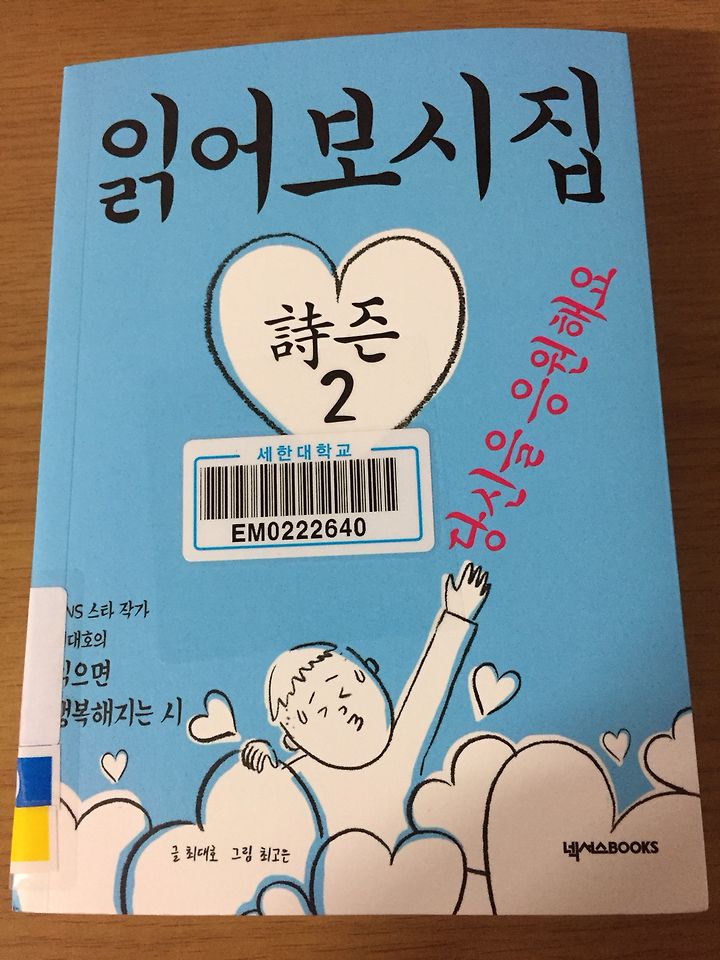 읽어보시집
詩즌
2
당신을 응원해요
세한대학교
EM0222640
NS 스타 작가
대호의
으면
행복해지는 시
글 최대호 그림 최고은
넥서스BOOKS